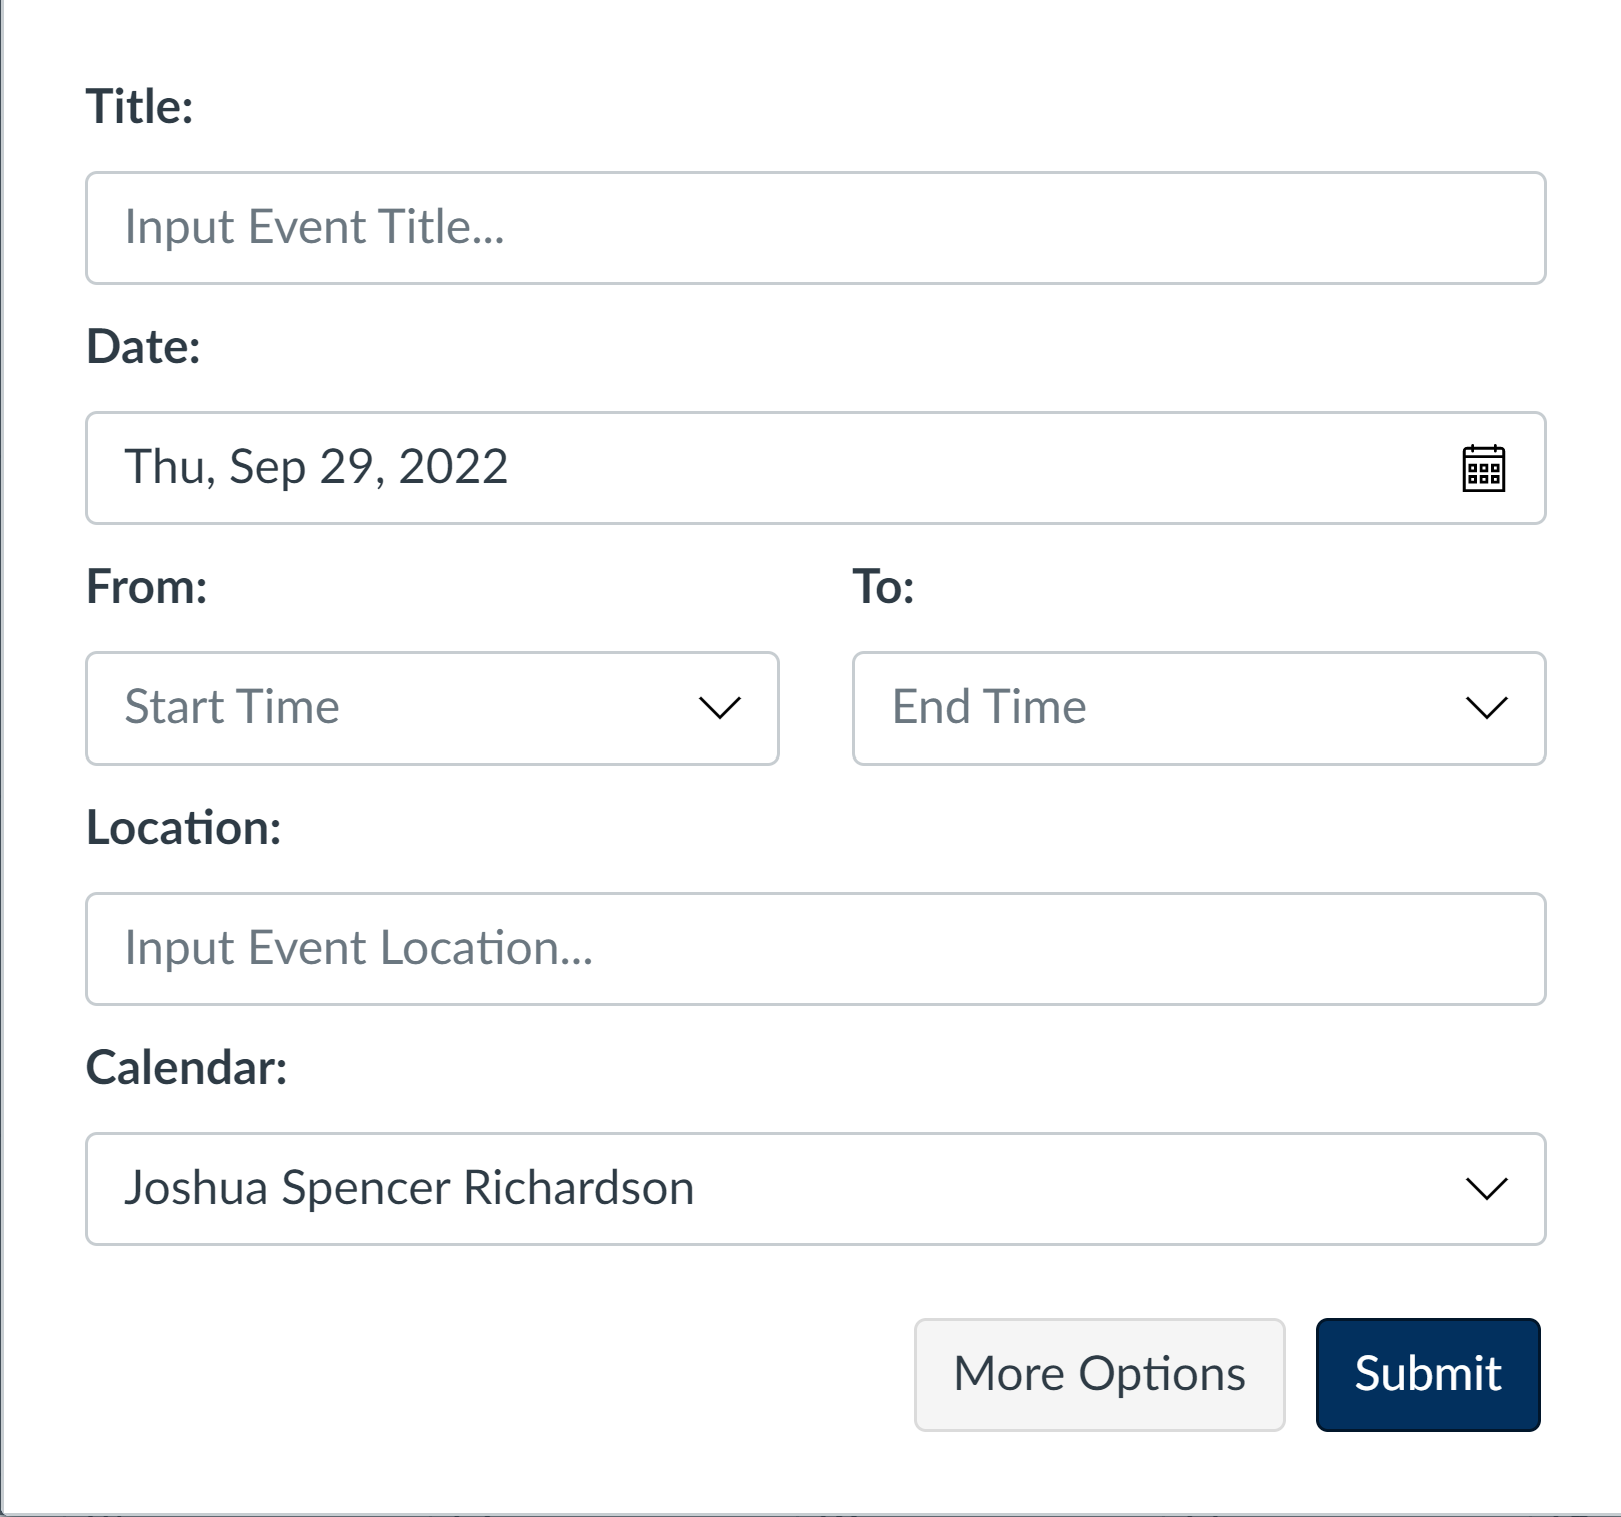 Title:
Input Event Title...
Date:
Thu, Sep 29, 2022
From:
To:
Start Time
End Time
Location:
Input Event Location...
Calendar:
Joshua Spencer Richardson
More Options
Submit